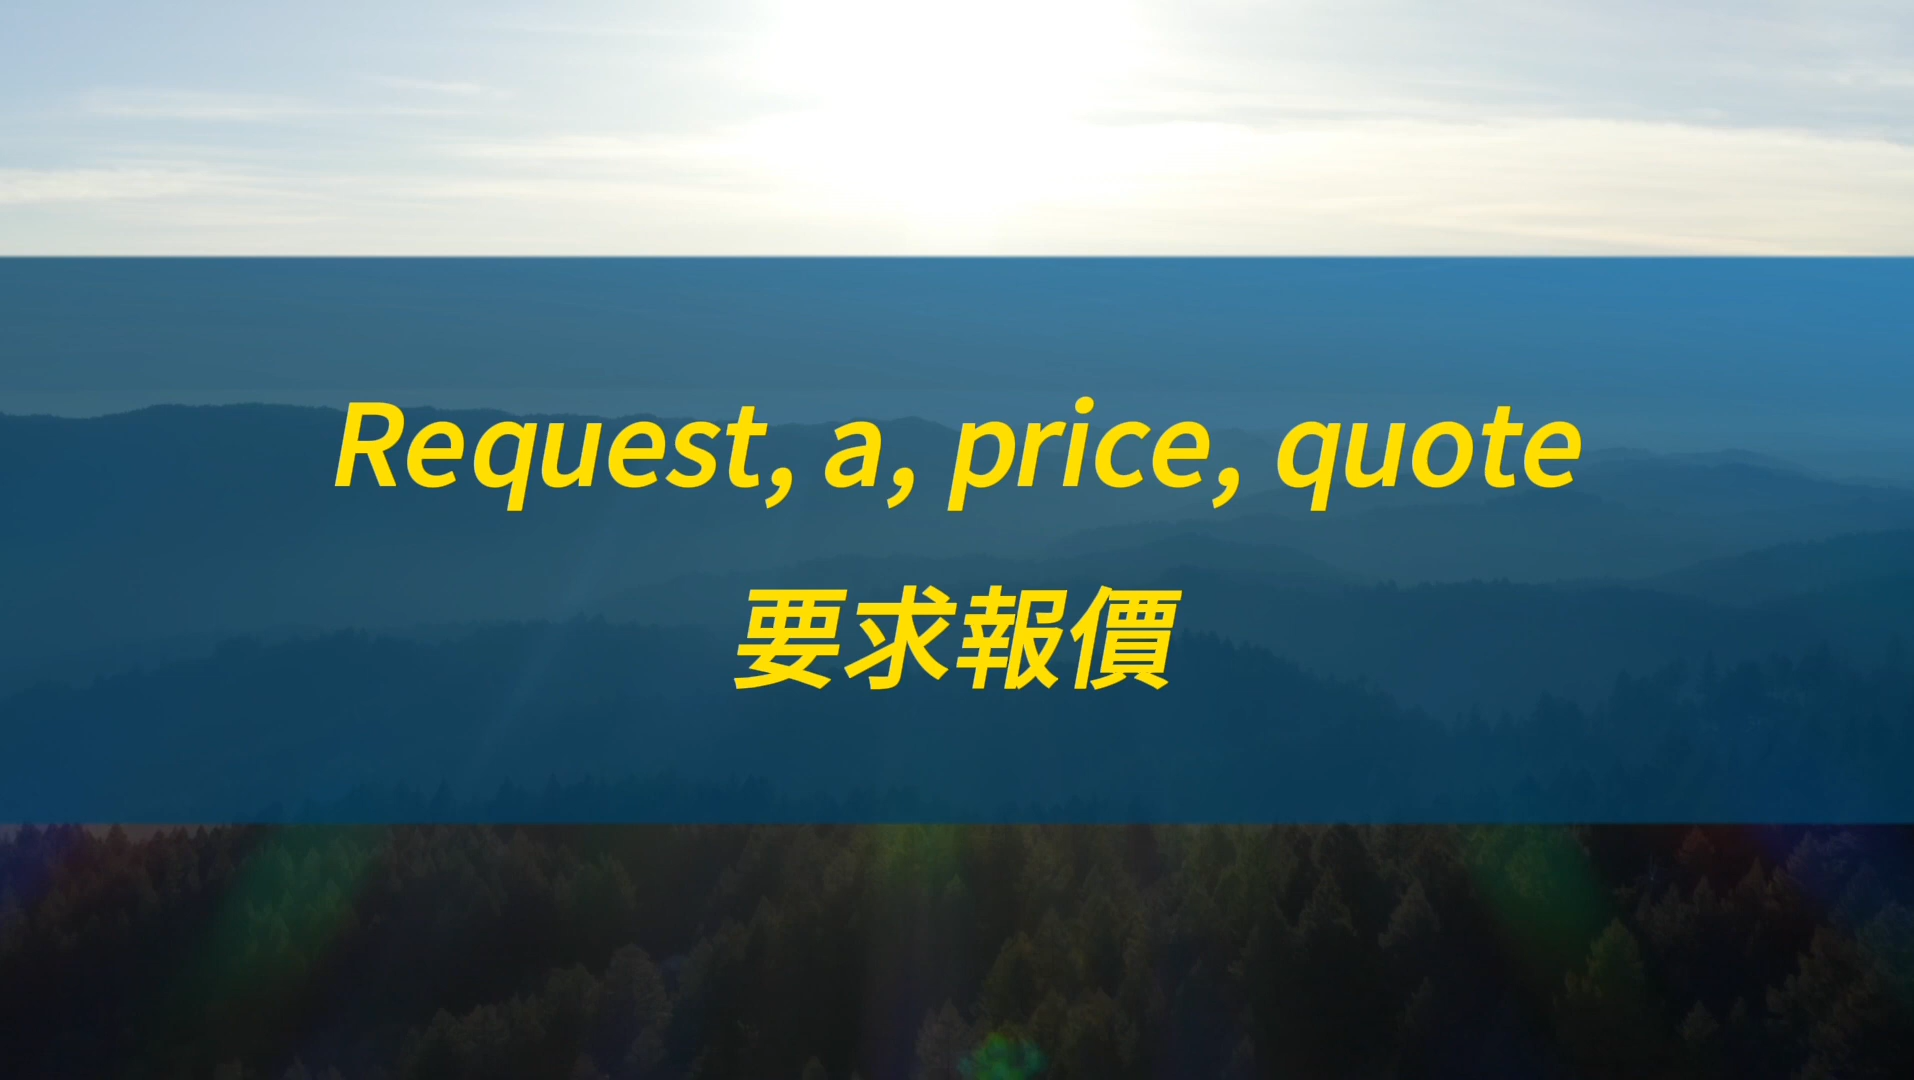 Request, a, price, quote
要求報價